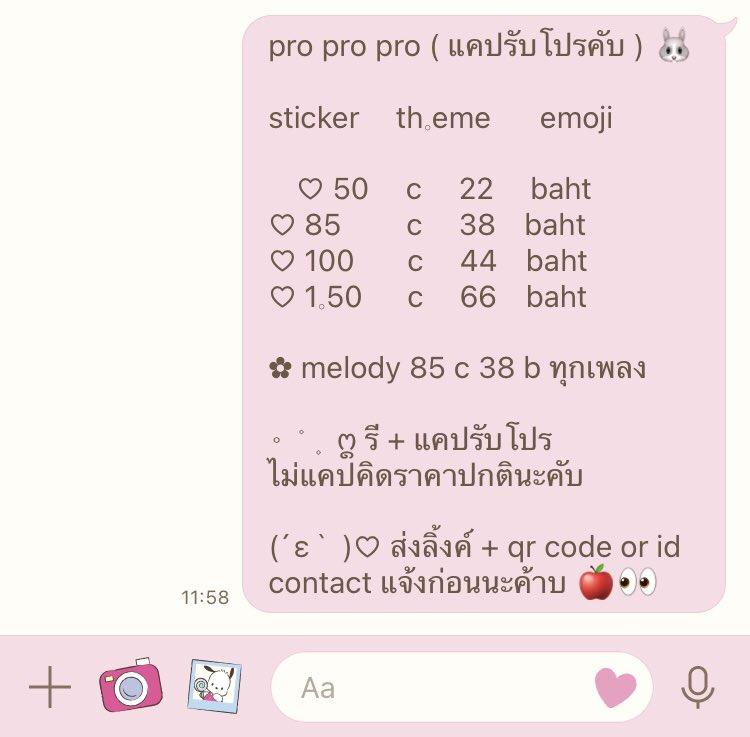 pro pro pro ( แคปรับโปรคับ ) 🐰
sticker th｡eme emoji
♡ 50 c 22 baht
♡ 85 c 38 baht
♡ 100 c 44 baht
♡ 1｡50 c 66 baht
✿ melody 85 c 38 b ทุกเพลง
รี + แคปรับโปร
ไม่แคปคิดราคาปกตินะคับ
(´ε` )♡ ส่งลิ้งค์ + qr code or id
contact แจ้งก่อนนะค้าบ 🍎👀
11:58
Aa